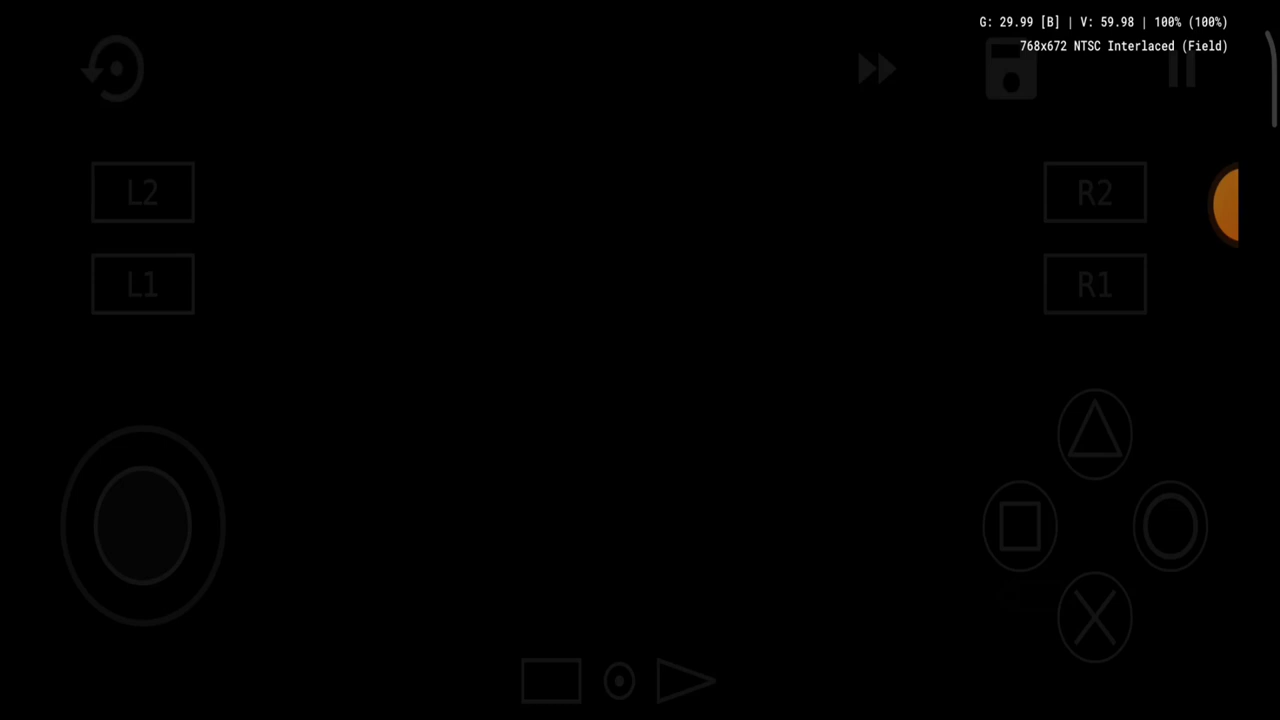 G: 29.99 [B] | V: 59.98 | 100% (100%)
768x672 NTSC Interlaced (Field)
L2
R2
L1
R1